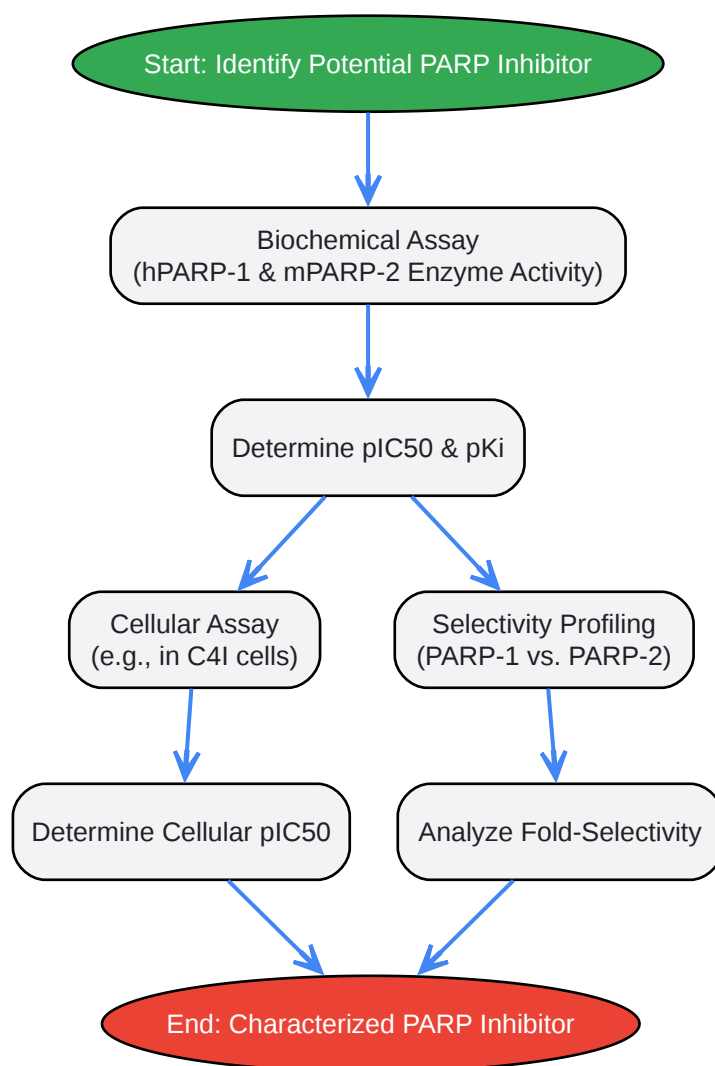 Start: Identify Potential PARP Inhibitor
Biochemical Assay
(hPARP-1 & mPARP-2 Enzyme Activity)
Determine pIC50 & pKi
Cellular Assay
(e.g., in C4I cells)
Selectivity Profiling
(PARP-1 vs. PARP-2)
Determine Cellular pIC50
Analyze Fold-Selectivity
End: Characterized PARP Inhibitor